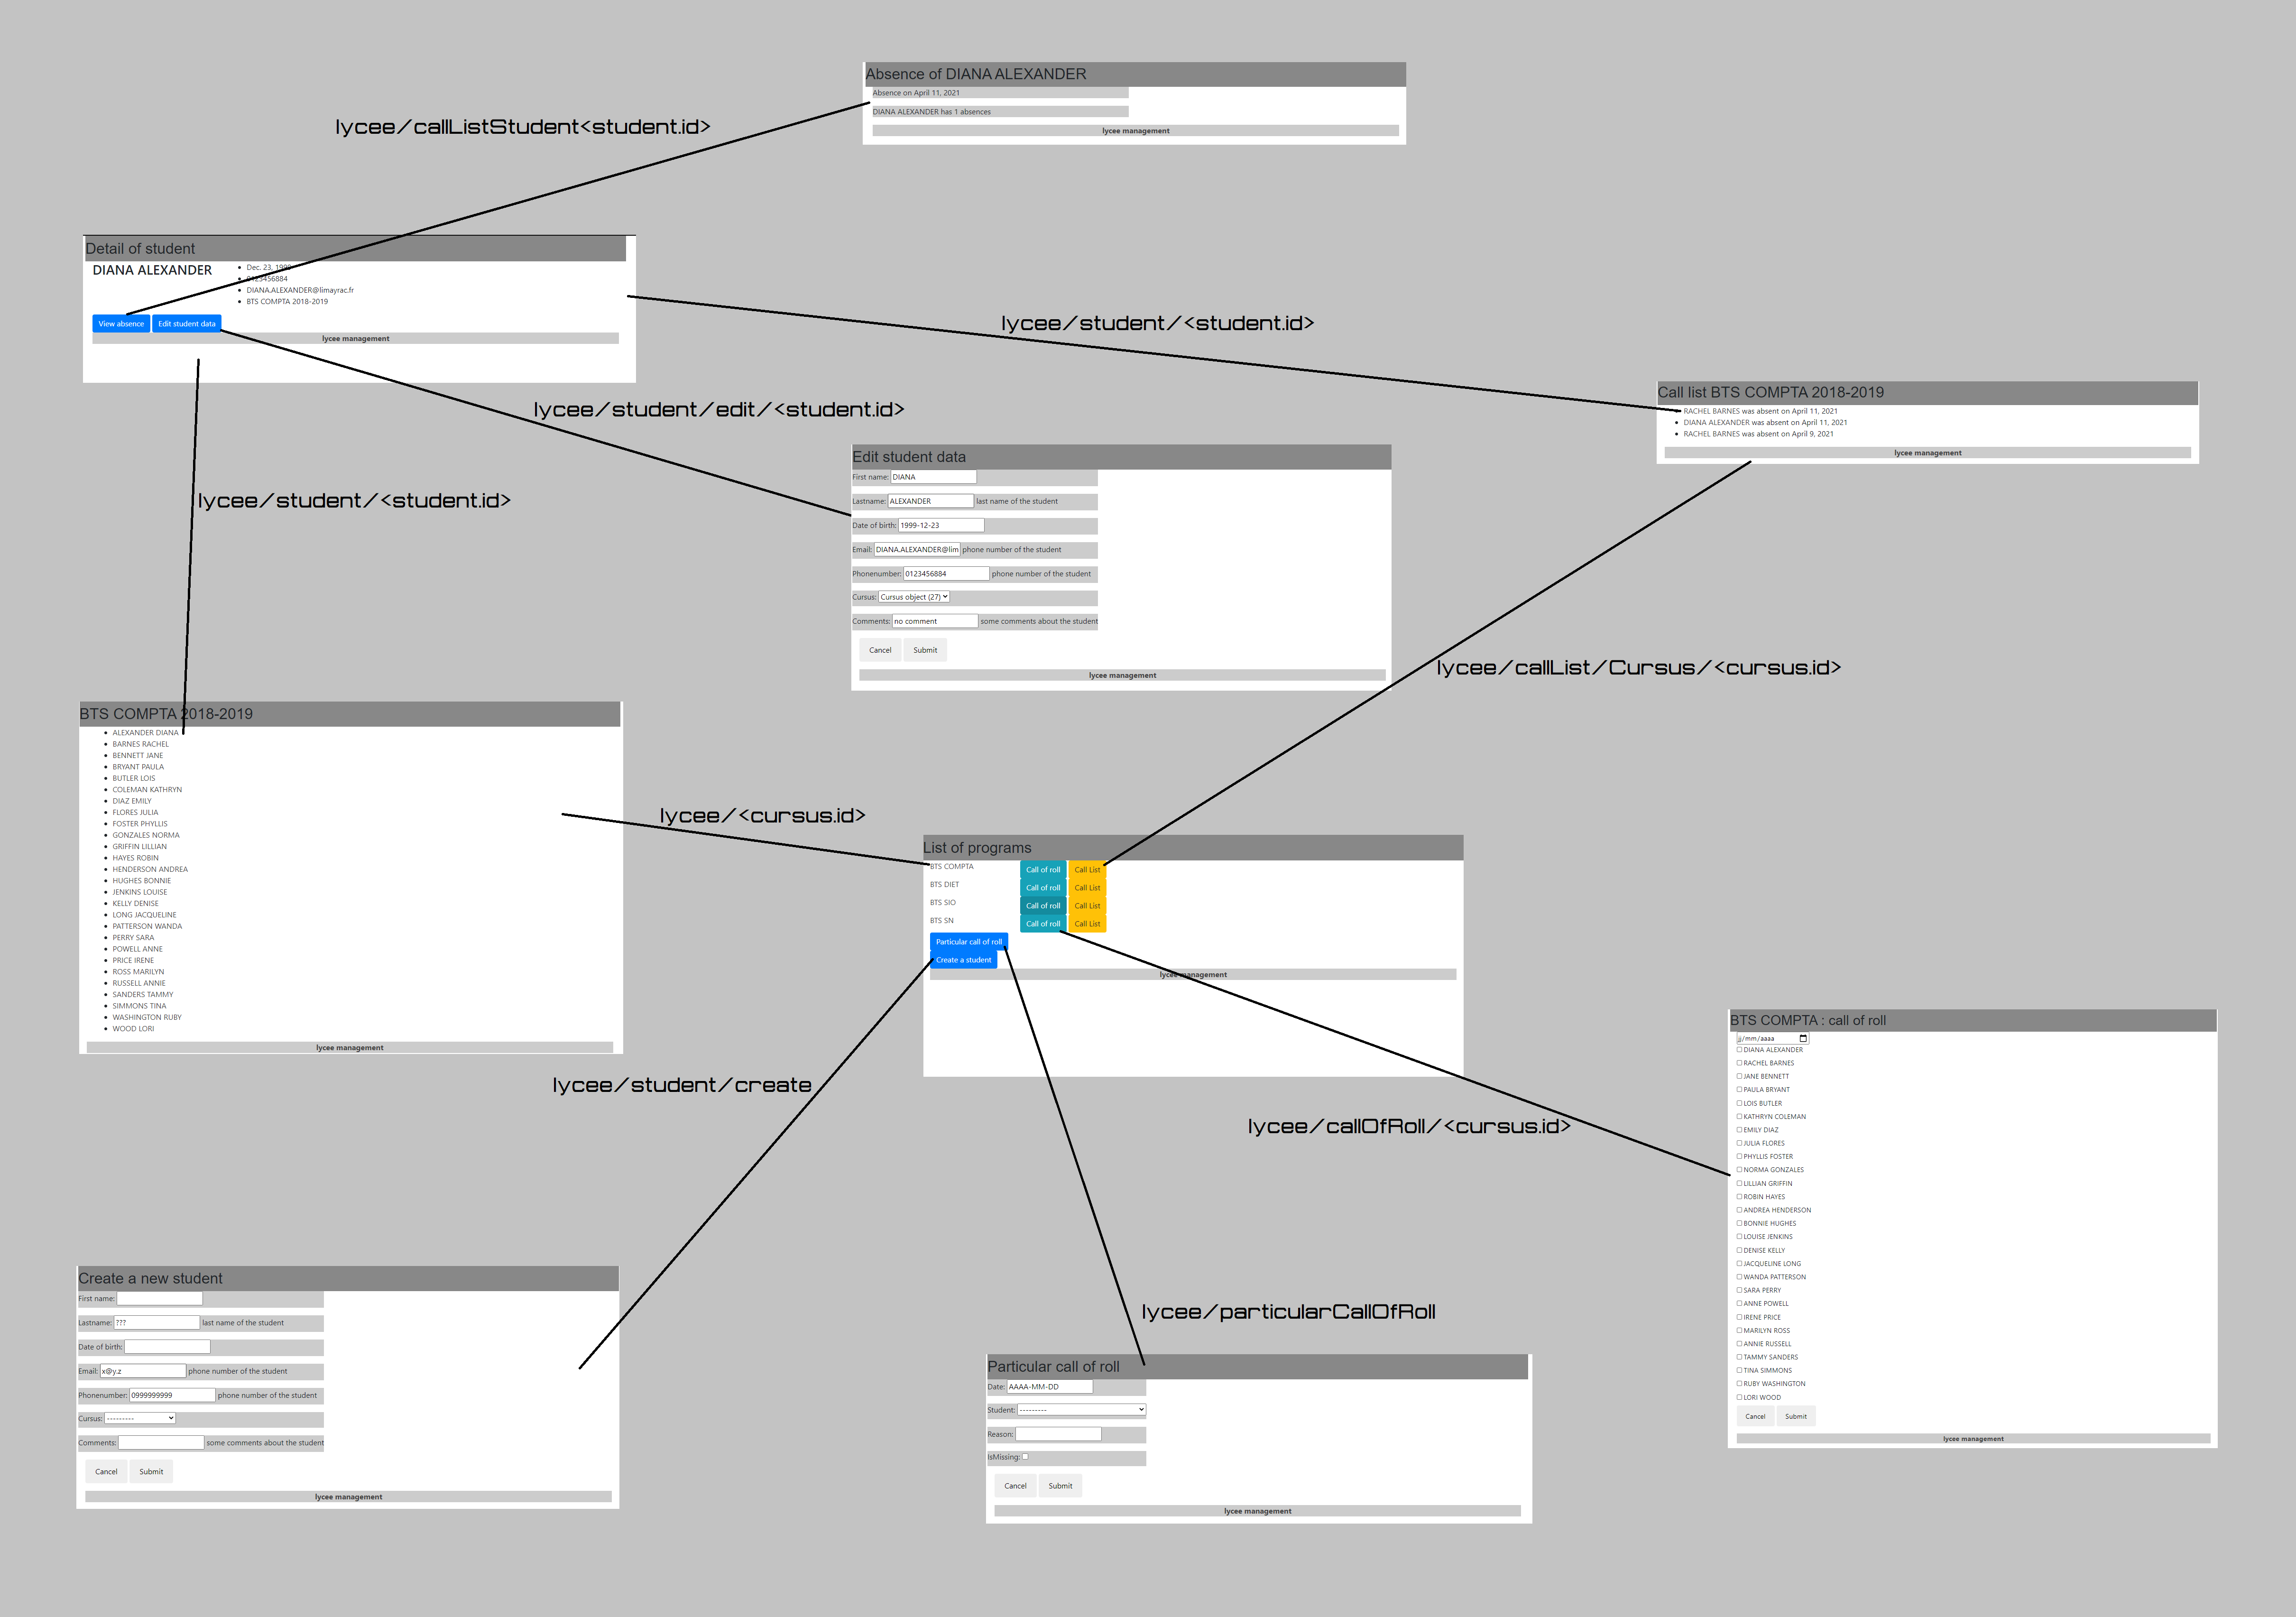 Absence of DIANA ALEXANDER
Absence on April 11, 2021
DIANA ALEXANDER has 1 absences
lycee management
lycee/callListStudent<student.id>
Detail of student
DIANA ALEXANDER
Dec. 23, 1999
0123456884
DIANA.ALEXANDER@limayrac.fr
BTS COMPTA 2018-2019
View absence Edit student data
lycee management
lycee/student/<student.id>
Call list BTS COMPTA 2018-2019
RACHEL BARNES was absent on April 11, 2021
DIANA ALEXANDER was absent on April 11, 2021
RACHEL BARNES was absent on April 9, 2021
lycee management
lycee/student/edit/<student.id>
Edit student data
First name: DIANA
Lastname: ALEXANDER last name of the student
Date of birth: 1999-12-23
Email: DIANA.ALEXANDER@lim phone number of the student
Phonenumber: 0123456884 phone number of the student
Cursus: Cursus object (27)
Comments: no comment some comments about the student
Cancel Submit
lycee management
lycee/student/<student.id>
lycee/callList/Cursus/<cursus.id>
BTS COMPTA 2018-2019
ALEXANDER DIANA
BARNES RACHEL
BENNETT JANE
BRYANT PAULA
BUTLER LOIS
COLEMAN KATHRYN
DIAZ EMILY
FLORES JULIA
FOSTER PHYLLIS
GONZALES NORMA
GRIFFIN LILLIAN
HAYES ROBIN
HENDERSON ANDREA
HUGHES BONNIE
JENKINS LOUISE
KELLY DENISE
LONG JACQUELINE
PATTERSON WANDA
PERRY SARA
POWELL ANNE
PRICE IRENE
ROSS MARILYN
RUSSELL ANNIE
SANDERS TAMMY
SIMMONS TINA
WASHINGTON RUBY
WOOD LORI
lycee management
lycee/<cursus.id>
List of programs
BTS COMPTA Call of roll Call List
BTS DIET Call of roll Call List
BTS SIO Call of roll Call List
BTS SN Call of roll Call List
Particular call of roll
Create a student
lycee management
BTS COMPTA : call of roll
jj/mm/aaaa
DIANA ALEXANDER
RACHEL BARNES
JANE BENNETT
PAULA BRYANT
LOIS BUTLER
KATHRYN COLEMAN
EMILY DIAZ
JULIA FLORES
PHYLLIS FOSTER
NORMA GONZALES
LILLIAN GRIFFIN
ROBIN HAYES
ANDREA HENDERSON
BONNIE HUGHES
LOUISE JENKINS
DENISE KELLY
JACQUELINE LONG
WANDA PATTERSON
SARA PERRY
ANNE POWELL
IRENE PRICE
MARILYN ROSS
ANNIE RUSSELL
TAMMY SANDERS
TINA SIMMONS
RUBY WASHINGTON
LORI WOOD
Cancel Submit
lycee management
lycee/student/create
lycee/callOfRoll/<cursus.id>
Create a new student
First name:
Lastname: ??? last name of the student
Date of birth:
Email: x@y.z phone number of the student
Phonenumber: 0999999999 phone number of the student
Cursus: ---------
Comments: some comments about the student
Cancel Submit
lycee management
lycee/particularCallOfRoll
Particular call of roll
Date: AAAA-MM-DD
Student: ---------
Reason:
IsMissing:
Cancel Submit
lycee management